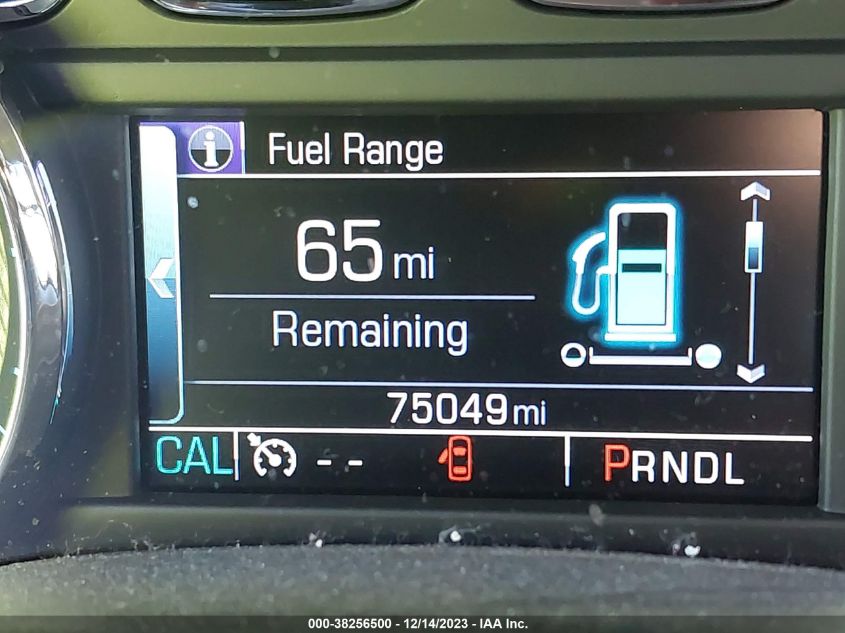 Fuel Range
65 mi
Remaining
75049 mi
CAL -- PRNDL
000-38256500 - 12/14/2023 - IAA Inc.